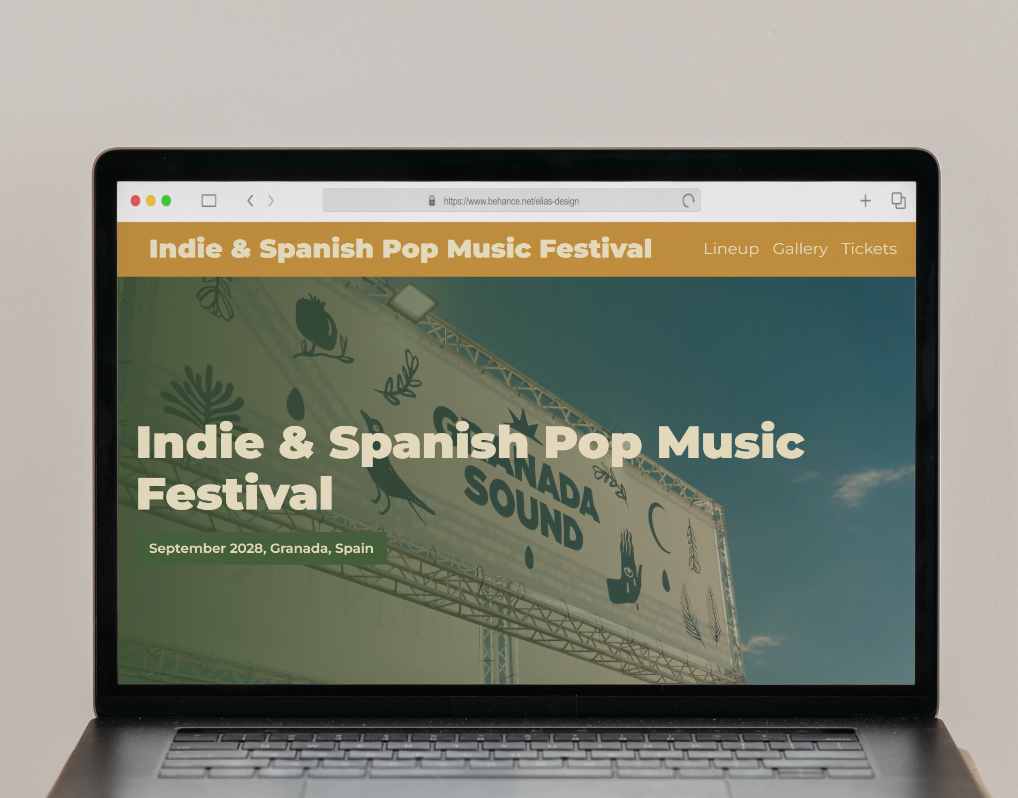 https://www.behance.net/elias-design
Indie & Spanish Pop Music Festival
Lineup Gallery Tickets
GRANADA
SOUND
Indie & Spanish Pop Music
Festival
September 2028, Granada, Spain